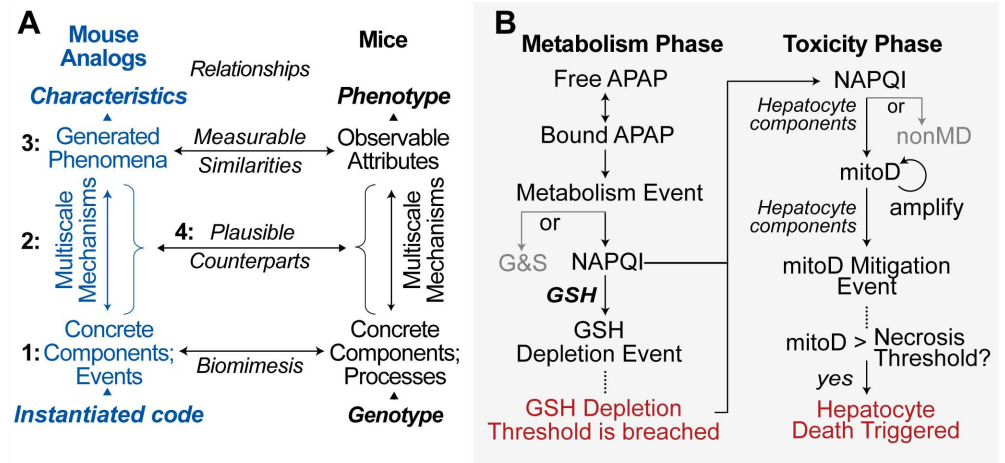 A
Mouse
Analogs
Mice
Relationships
Characteristics
Phenotype
3:
Generated
Phenomena
Measurable
Similarities
Observable
Attributes
2:
Multiscale
Mechanisms
4:
Plausible
Counterparts
Multiscale
Mechanisms
1:
Concrete
Components;
Events
Biomimesis
Concrete
Components;
Processes
Instantiated code
Genotype
B
Metabolism Phase
Free APAP
Bound APAP
Metabolism Event
or
G&S
NAPQI
GSH
GSH
Depletion Event
GSH Depletion
Threshold is breached
Toxicity Phase
NAPQI
Hepatocyte
components
or
nonMD
mitoD
amplify
Hepatocyte
components
mitoD Mitigation
Event
mitoD > Necrosis
Threshold?
yes
Hepatocyte
Death Triggered